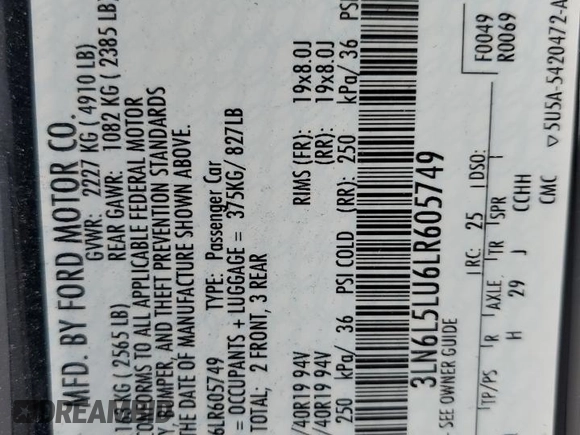 MFD. BY FORD MOTOR CO.
GVWR: 2227 KG ( 4910 LB)
KG ( 2565 LB) REAR GAWR: 1082 KG ( 2385 LB)
CONFORMS TO ALL APPLICABLE FEDERAL MOTOR
BUMPER, AND THEFT PREVENTION STANDARDS
THE DATE OF MANUFACTURE SHOWN ABOVE.
6LR605749 TYPE: Passenger Car
= OCCUPANTS + LUGGAGE = 375KG/ 827LB
TOTAL; 2 FRONT, 3 REAR
/40R19 94V RIMS (FR): 19x8.0J
/40R19 94V (RR): 19x8.0J
250 kPa/ 36 PSI COLD (RR): 250 kPa/ 36 PSI
3LN6L5LU6LR605749
SEE OWNER GUIDE
F0049
R0069
RC: 25 DSO:
TP/PS R AXLE TR SPR
H 29 J CCHH
CMC ▽5U5A-5420472-A
DREAMBID